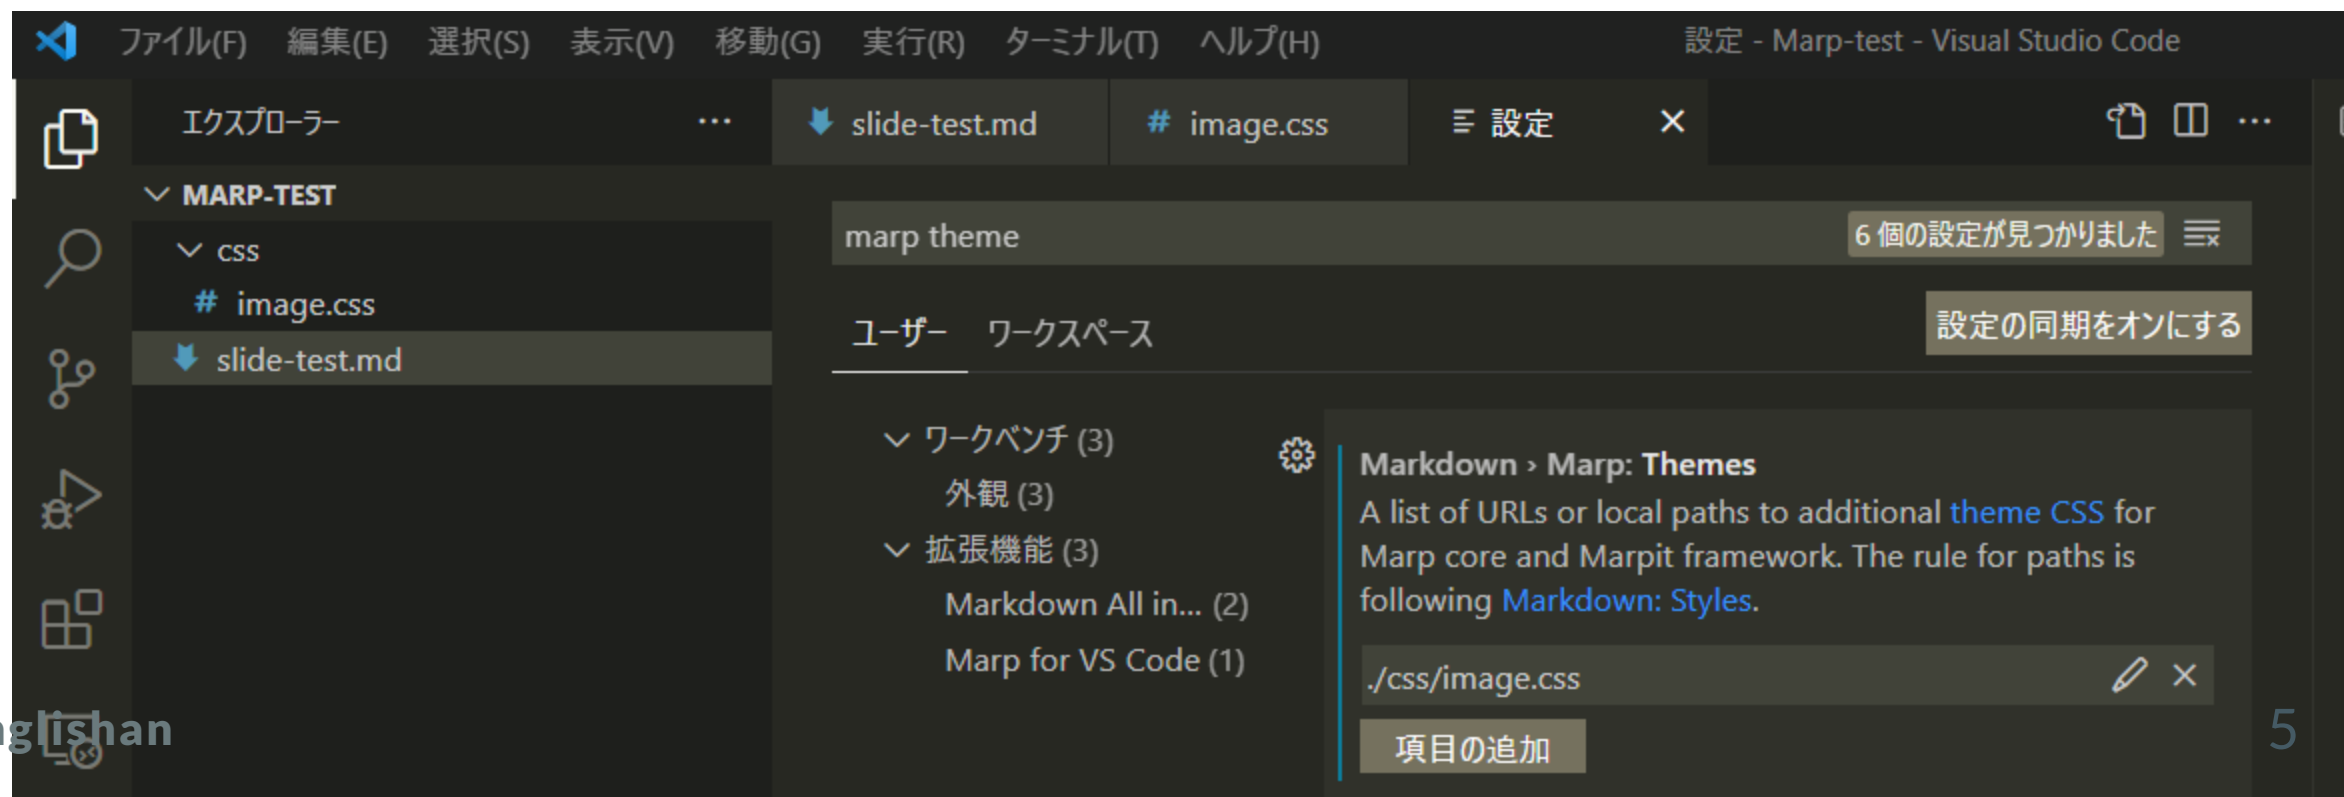 ファイル(F) 編集(E) 選択(S) 表示(V) 移動(G) 実行(R) ターミナル(T) ヘルプ(H) 設定 - Marp-test - Visual Studio Code
エクスプローラー ...
slide-test.md # image.css 設定
MARP-TEST
css
# image.css
slide-test.md
marp theme 6 個の設定が見つかりました
ユーザー ワークスペース 設定の同期をオンにする
ワークベンチ (3)
外観 (3)
拡張機能 (3)
Markdown All in... (2)
Marp for VS Code (1)
Markdown › Marp: Themes
A list of URLs or local paths to additional theme CSS for
Marp core and Marpit framework. The rule for paths is
following Markdown: Styles.
./css/image.css
項目の追加
glishan 5